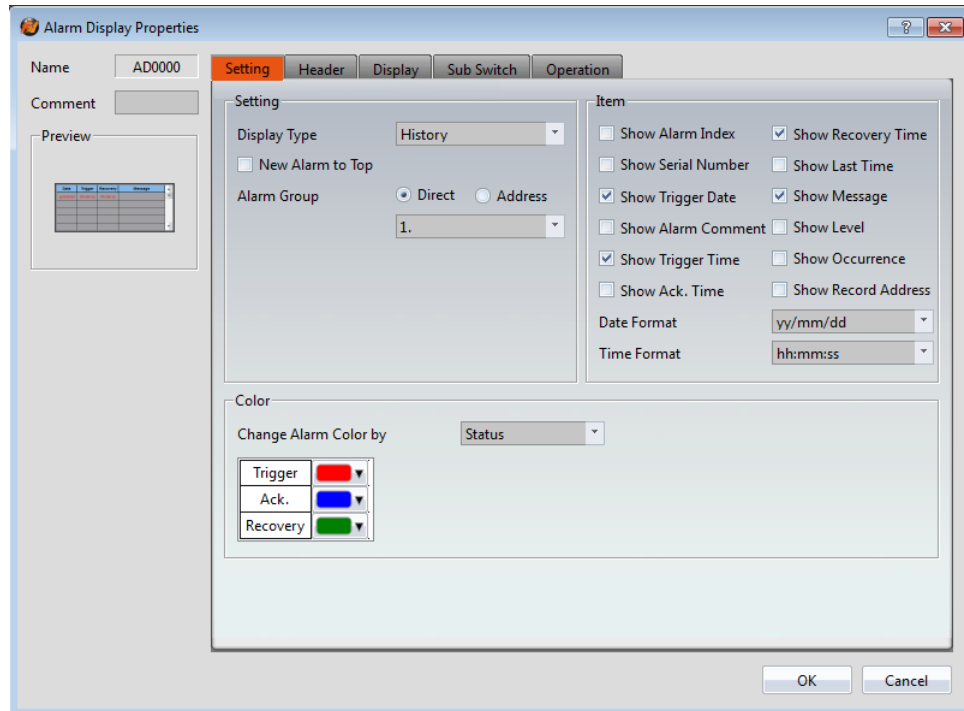 Alarm Display Properties
Name AD0000
Comment
Preview
Date Trigger Recovery Message
Setting Header Display Sub Switch Operation
Setting
Display Type History
New Alarm to Top
Alarm Group Direct Address
1.
Item
Show Alarm Index Show Recovery Time
Show Serial Number Show Last Time
Show Trigger Date Show Message
Show Alarm Comment Show Level
Show Trigger Time Show Occurrence
Show Ack. Time Show Record Address
Date Format yy/mm/dd
Time Format hh:mm:ss
Color
Change Alarm Color by Status
Trigger
Ack.
Recovery
OK Cancel